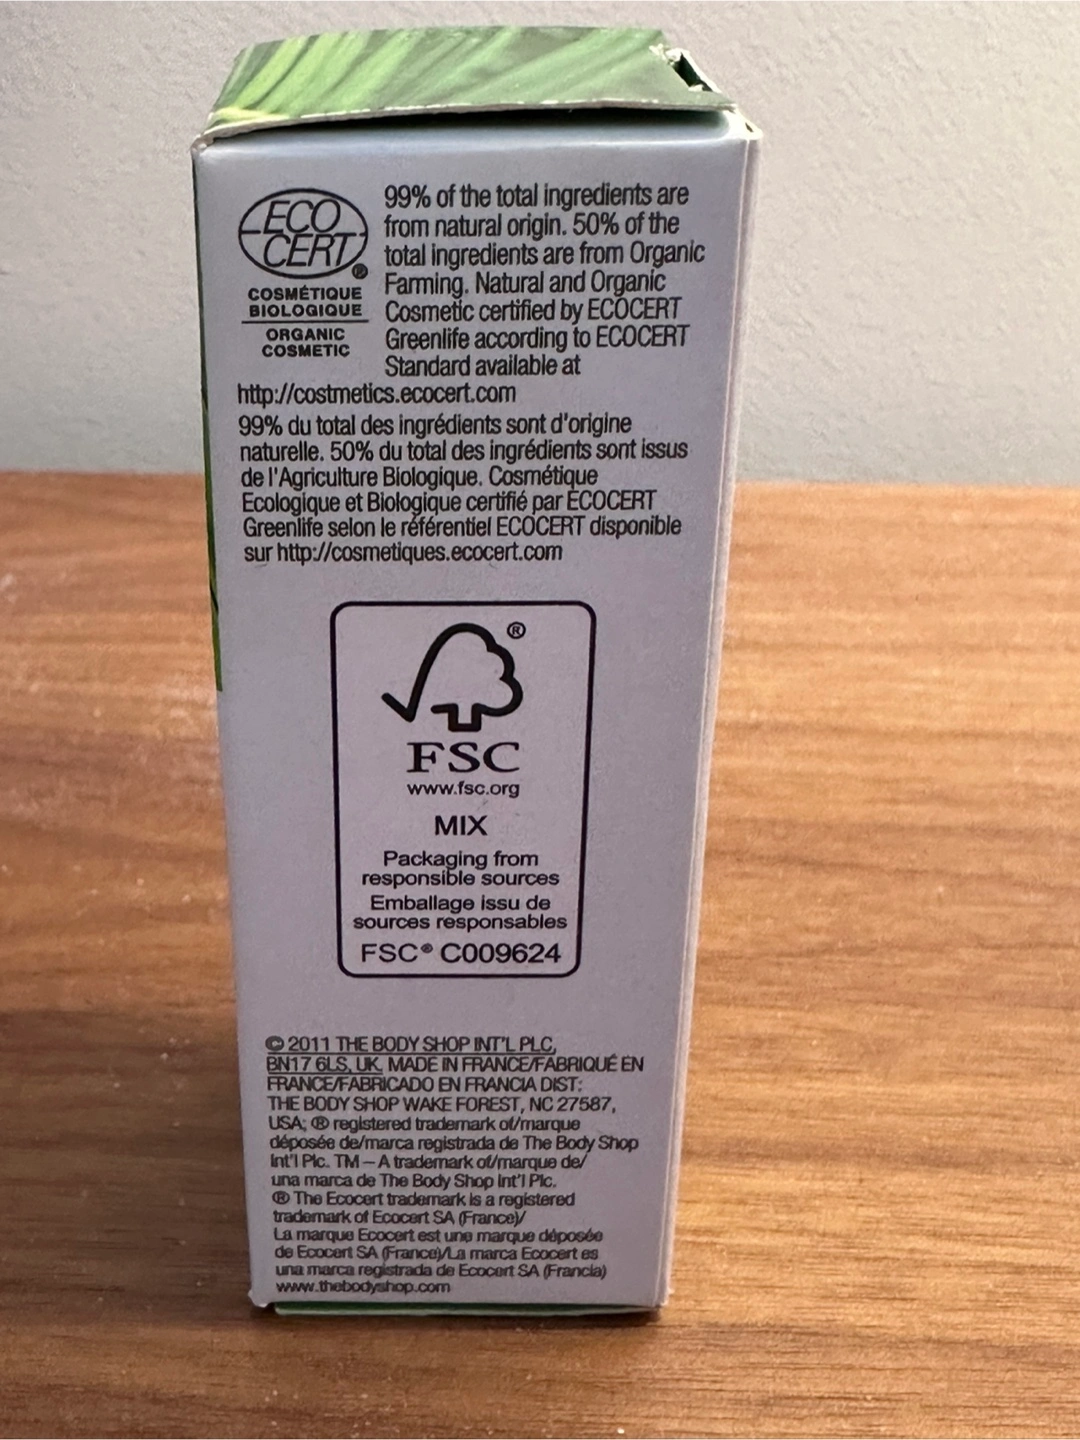 ECO
CERT
®
COSMÉTIQUE
BIOLOGIQUE
ORGANIC
COSMETIC
99% of the total ingredients are
from natural origin. 50% of the
total ingredients are from Organic
Farming. Natural and Organic
Cosmetic certified by ECOCERT
Greenlife according to ECOCERT
Standard available at
http://costmetics.ecocert.com
99% du total des ingrédients sont d'origine
naturelle. 50% du total des ingrédients sont issus
de l'Agriculture Biologique. Cosmétique
Ecologique et Biologique certifié par ECOCERT
Greenlife selon le référentiel ECOCERT disponible
sur http://cosmetiques.ecocert.com
®
FSC
www.fsc.org
MIX
Packaging from
responsible sources
Emballage issu de
sources responsables
FSC® C009624
© 2011 THE BODY SHOP INT'L PLC,
BN17 6LS, UK. MADE IN FRANCE/FABRIQUÉ EN
FRANCE/FABRICADO EN FRANCIA DIST:
THE BODY SHOP WAKE FOREST, NC 27587,
USA; ® registered trademark of/marque
déposée de/marca registrada de The Body Shop
Int'l Plc. TM – A trademark of/marque de/
una marca de The Body Shop Int'l Plc.
® The Ecocert trademark is a registered
trademark of Ecocert SA (France)/
La marque Ecocert est une marque déposée
de Ecocert SA (France)/La marca Ecocert es
una marca registrada de Ecocert SA (Francia)
www.thebodyshop.com